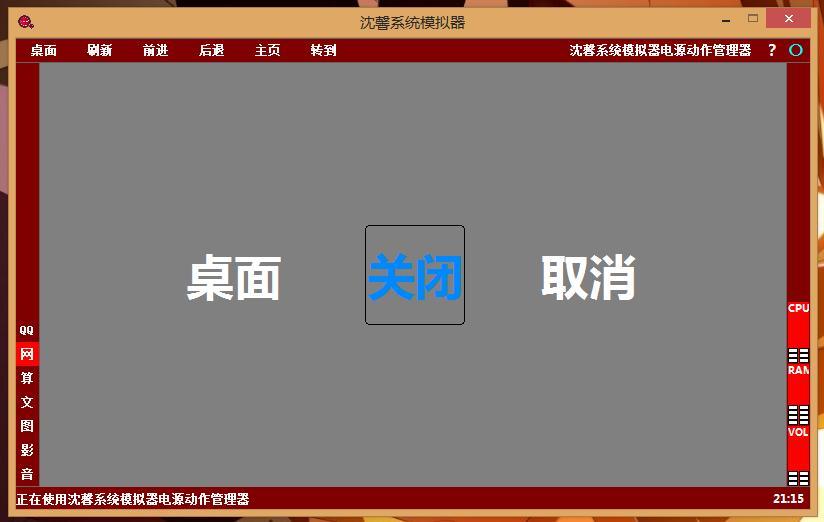 沈馨系统模拟器
桌面 刷新 前进 后退 主页 转到 沈馨系统模拟器电源动作管理器 ?
桌面 关闭 取消
QQ
网
算
文
图
影
音
CPU
RAM
VOL
正在使用沈馨系统模拟器电源动作管理器 21:15